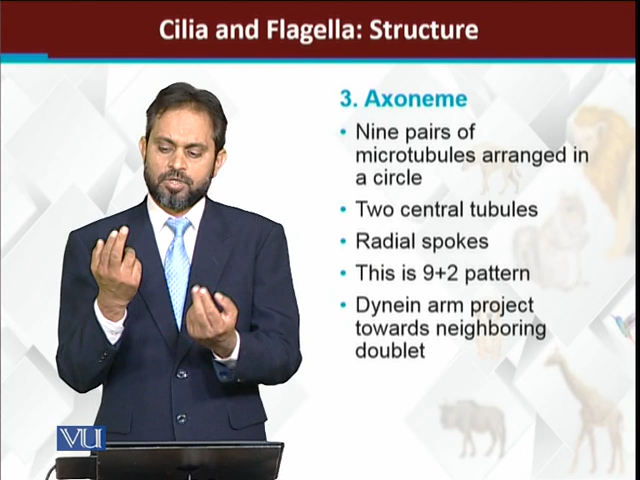 Cilia and Flagella: Structure
3. Axoneme
• Nine pairs of
microtubules arranged in
a circle
• Two central tubules
• Radial spokes
• This is 9+2 pattern
• Dynein arm project
towards neighboring
doublet
VU